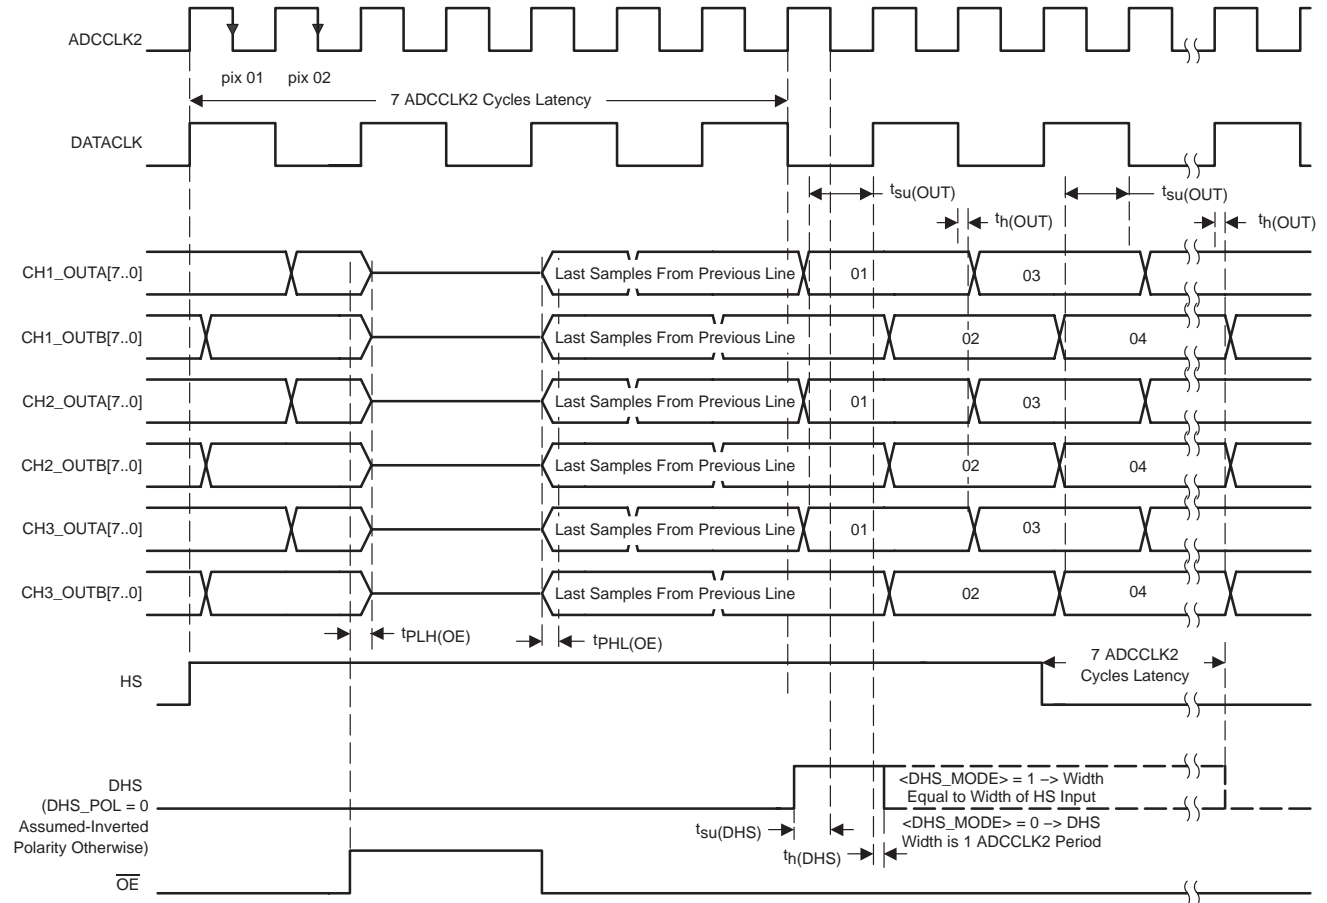 ADCCLK2
pix 01 pix 02
7 ADCCLK2 Cycles Latency
DATACLK
tsu(OUT) tsu(OUT)
th(OUT) th(OUT)
CH1_OUTA[7..0] Last Samples From Previous Line 01 03
CH1_OUTB[7..0] Last Samples From Previous Line 02 04
CH2_OUTA[7..0] Last Samples From Previous Line 01 03
CH2_OUTB[7..0] Last Samples From Previous Line 02 04
CH3_OUTA[7..0] Last Samples From Previous Line 01 03
CH3_OUTB[7..0] Last Samples From Previous Line 02 04
tPLH(OE) tPHL(OE)
HS
7 ADCCLK2
Cycles Latency
DHS
(DHS_POL = 0
Assumed-Inverted
Polarity Otherwise)
<DHS_MODE> = 1 –> Width
Equal to Width of HS Input
<DHS_MODE> = 0 –> DHS
Width is 1 ADCCLK2 Period
tsu(DHS)
th(DHS)
OE